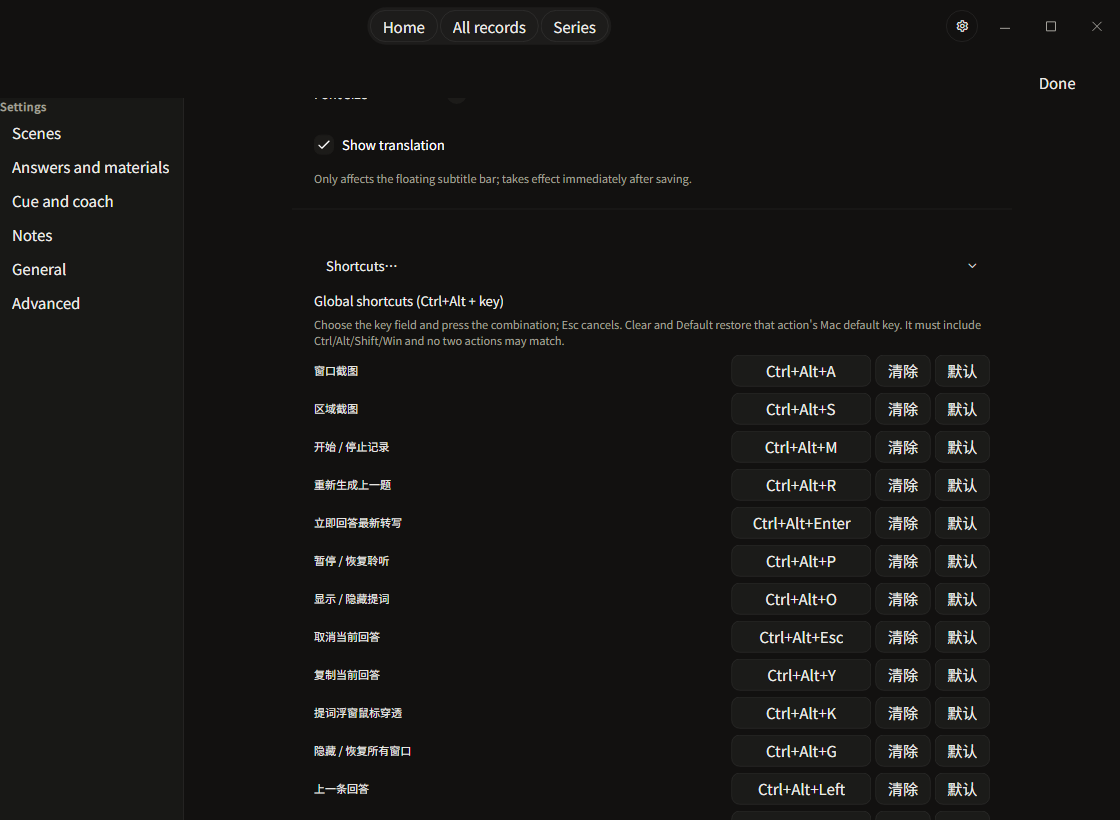 Home
All records
Series
Done
Settings
Scenes
Answers and materials
Cue and coach
Notes
General
Advanced
Show translation
Only affects the floating subtitle bar; takes effect immediately after saving.
Shortcuts…
Global shortcuts (Ctrl+Alt + key)
Choose the key field and press the combination; Esc cancels. Clear and Default restore that action's Mac default key. It must include
Ctrl/Alt/Shift/Win and no two actions may match.
窗口截图 Ctrl+Alt+A 清除 默认
区域截图 Ctrl+Alt+S 清除 默认
开始 / 停止记录 Ctrl+Alt+M 清除 默认
重新生成上一题 Ctrl+Alt+R 清除 默认
立即回答最新转写 Ctrl+Alt+Enter 清除 默认
暂停 / 恢复聆听 Ctrl+Alt+P 清除 默认
显示 / 隐藏提词 Ctrl+Alt+O 清除 默认
取消当前回答 Ctrl+Alt+Esc 清除 默认
复制当前回答 Ctrl+Alt+Y 清除 默认
提词浮窗鼠标穿透 Ctrl+Alt+K 清除 默认
隐藏 / 恢复所有窗口 Ctrl+Alt+G 清除 默认
上一条回答 Ctrl+Alt+Left 清除 默认